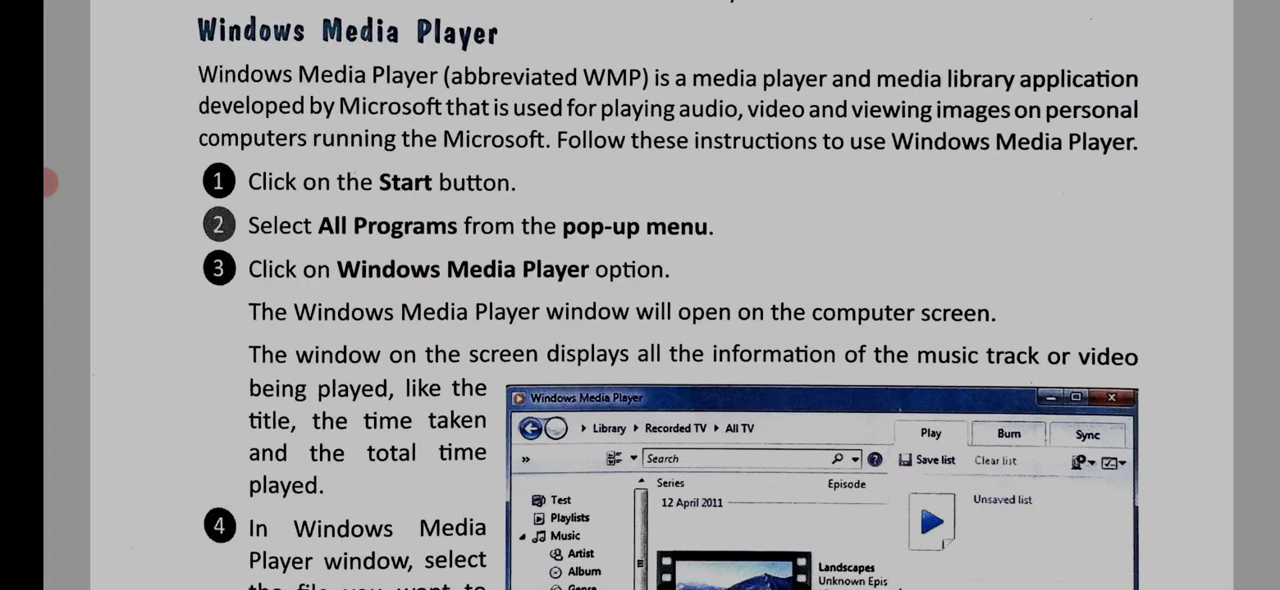 Windows Media Player
Windows Media Player (abbreviated WMP) is a media player and media library application
developed by Microsoft that is used for playing audio, video and viewing images on personal
computers running the Microsoft. Follow these instructions to use Windows Media Player.
1 Click on the Start button.
2 Select All Programs from the pop-up menu.
3 Click on Windows Media Player option.
The Windows Media Player window will open on the computer screen.
The window on the screen displays all the information of the music track or video
being played, like the
title, the time taken
and the total time
played.
4 In Windows Media
Player window, select
the file you want to
Windows Media Player
Library Recorded TV All TV
Play
Burn
Sync
Search
Save list
Clear list
Series
Episode
12 April 2011
Unsaved list
Test
Playlists
Music
Artist
Album
Genre
Landscapes
Unknown Epis